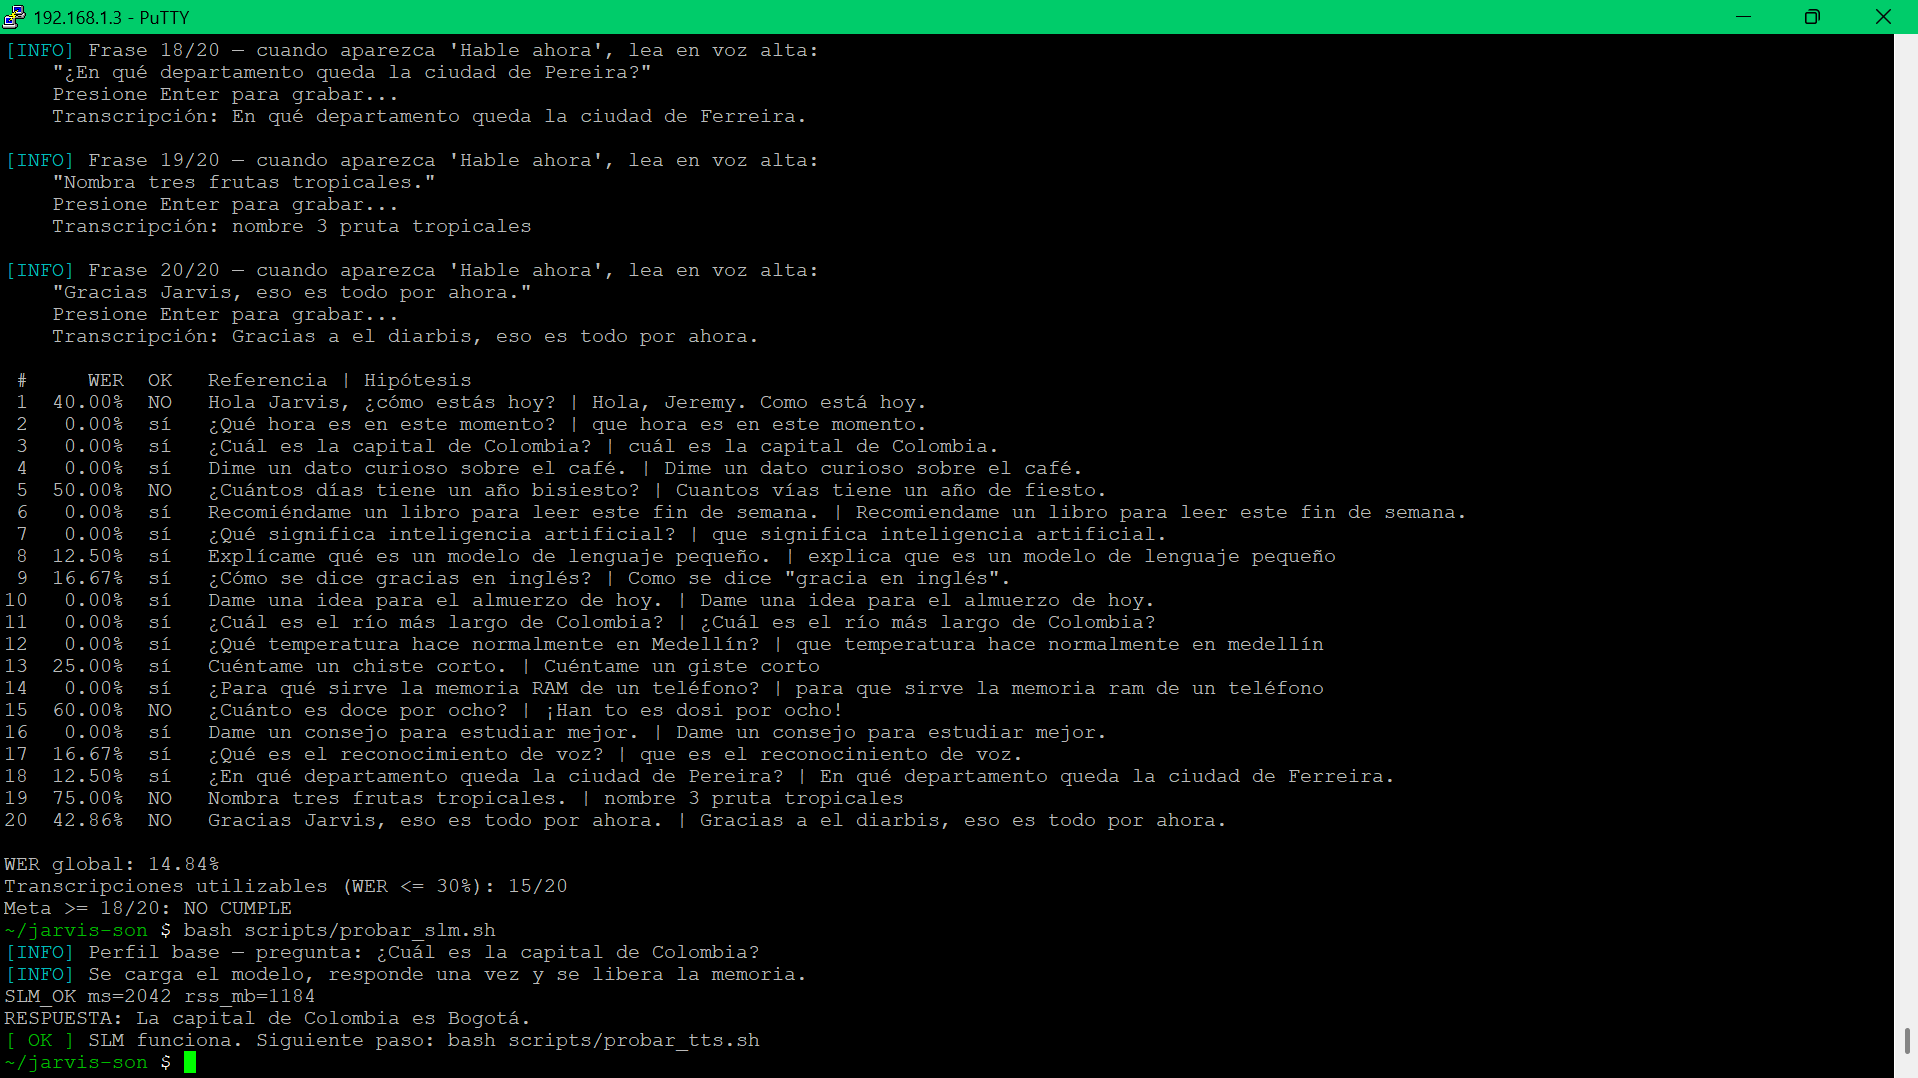 192.168.1.3 - PuTTY
[INFO] Frase 18/20 — cuando aparezca 'Hable ahora', lea en voz alta:
    "¿En qué departamento queda la ciudad de Pereira?"
    Presione Enter para grabar...
    Transcripción: En qué departamento queda la ciudad de Ferreira.

[INFO] Frase 19/20 — cuando aparezca 'Hable ahora', lea en voz alta:
    "Nombra tres frutas tropicales."
    Presione Enter para grabar...
    Transcripción: nombre 3 pruta tropicales

[INFO] Frase 20/20 — cuando aparezca 'Hable ahora', lea en voz alta:
    "Gracias Jarvis, eso es todo por ahora."
    Presione Enter para grabar...
    Transcripción: Gracias a el diarbis, eso es todo por ahora.

 #     WER  OK   Referencia | Hipótesis
 1  40.00%  NO   Hola Jarvis, ¿cómo estás hoy? | Hola, Jeremy. Como está hoy.
 2   0.00%  sí   ¿Qué hora es en este momento? | que hora es en este momento.
 3   0.00%  sí   ¿Cuál es la capital de Colombia? | cuál es la capital de Colombia.
 4   0.00%  sí   Dime un dato curioso sobre el café. | Dime un dato curioso sobre el café.
 5  50.00%  NO   ¿Cuántos días tiene un año bisiesto? | Cuantos vías tiene un año de fiesto.
 6   0.00%  sí   Recomiéndame un libro para leer este fin de semana. | Recomiendame un libro para leer este fin de semana.
 7   0.00%  sí   ¿Qué significa inteligencia artificial? | que significa inteligencia artificial.
 8  12.50%  sí   Explícame qué es un modelo de lenguaje pequeño. | explica que es un modelo de lenguaje pequeño
 9  16.67%  sí   ¿Cómo se dice gracias en inglés? | Como se dice "gracia en inglés".
10   0.00%  sí   Dame una idea para el almuerzo de hoy. | Dame una idea para el almuerzo de hoy.
11   0.00%  sí   ¿Cuál es el río más largo de Colombia? | ¿Cuál es el río más largo de Colombia?
12   0.00%  sí   ¿Qué temperatura hace normalmente en Medellín? | que temperatura hace normalmente en medellín
13  25.00%  sí   Cuéntame un chiste corto. | Cuéntame un giste corto
14   0.00%  sí   ¿Para qué sirve la memoria RAM de un teléfono? | para que sirve la memoria ram de un teléfono
15  60.00%  NO   ¿Cuánto es doce por ocho? | ¡Han to es dosi por ocho!
16   0.00%  sí   Dame un consejo para estudiar mejor. | Dame un consejo para estudiar mejor.
17  16.67%  sí   ¿Qué es el reconocimiento de voz? | que es el reconociniento de voz.
18  12.50%  sí   ¿En qué departamento queda la ciudad de Pereira? | En qué departamento queda la ciudad de Ferreira.
19  75.00%  NO   Nombra tres frutas tropicales. | nombre 3 pruta tropicales
20  42.86%  NO   Gracias Jarvis, eso es todo por ahora. | Gracias a el diarbis, eso es todo por ahora.

WER global: 14.84%
Transcripciones utilizables (WER <= 30%): 15/20
Meta >= 18/20: NO CUMPLE
~/jarvis-son $ bash scripts/probar_slm.sh
[INFO] Perfil base — pregunta: ¿Cuál es la capital de Colombia?
[INFO] Se carga el modelo, responde una vez y se libera la memoria.
SLM_OK ms=2042 rss_mb=1184
RESPUESTA: La capital de Colombia es Bogotá.
[ OK ] SLM funciona. Siguiente paso: bash scripts/probar_tts.sh
~/jarvis-son $